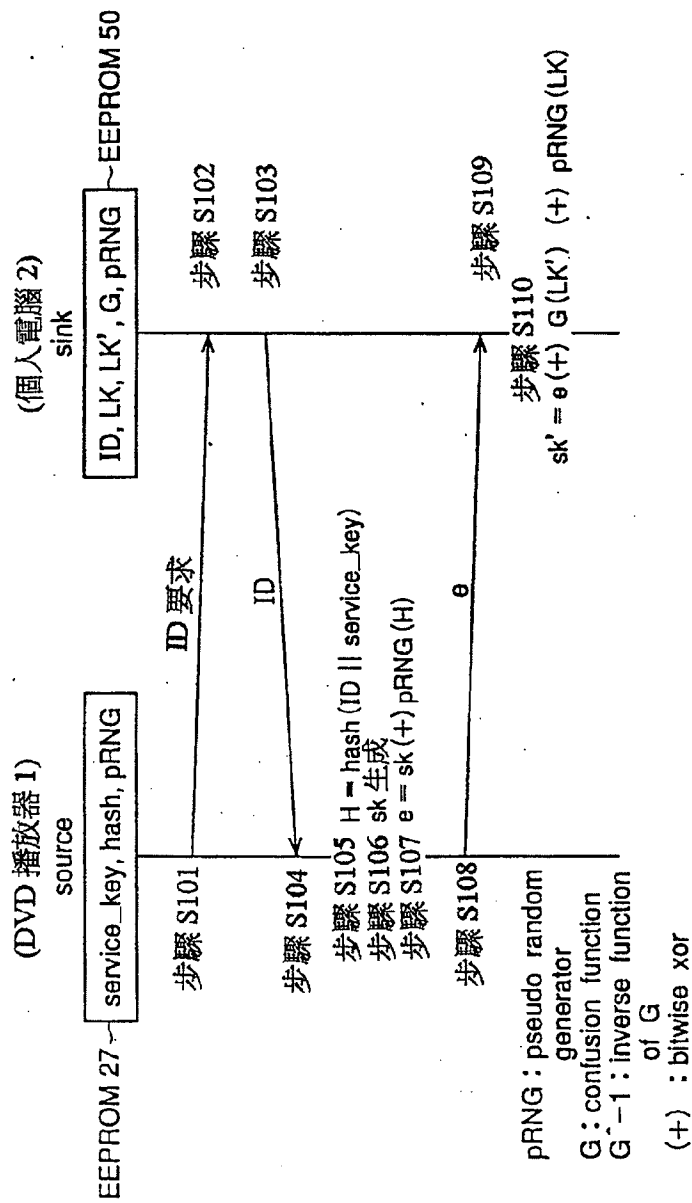 (DVD 播放器 1)
source
EEPROM 27
service_key, hash, pRNG
(個人電腦 2)
sink
ID, LK, LK', G, pRNG
EEPROM 50
步驟 S101
ID 要求
步驟 S102
步驟 S103
ID
步驟 S104
步驟 S105 H = hash (ID || service_key)
步驟 S106 sk 生成
步驟 S107 e = sk (+) pRNG (H)
步驟 S108
e
步驟 S109
步驟 S110
sk' = e (+) G (LK') (+) pRNG (LK)
pRNG : pseudo random
generator
G : confusion function
G^-1 : inverse function
of G
(+) : bitwise xor